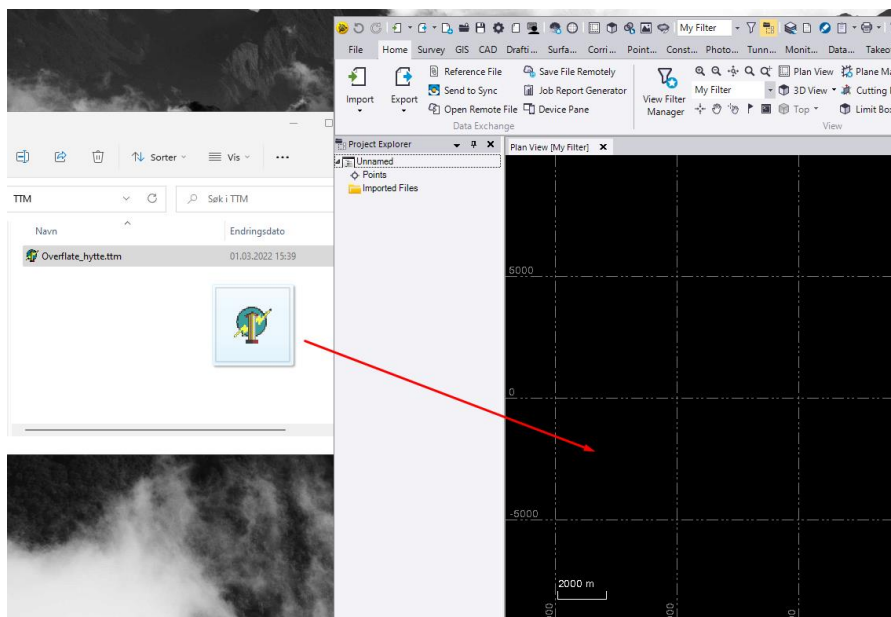 My Filter
File Home Survey GIS CAD Drafti... Surfa... Corri... Point... Const... Photo... Tunn... Monit... Data... Takeo
Import
Export
Reference File
Send to Sync
Open Remote File
Save File Remotely
Job Report Generator
Device Pane
Data Exchange
View Filter
Manager
My Filter
Plan View
3D View
Top
Plane Ma
Cutting
Limit Box
View
Sorter Vis ...
TTM
Søk i TTM
Navn Endringsdato
Overflate_hytte.ttm 01.03.2022 15:39
Project Explorer
Unnamed
Points
Imported Files
Plan View [My Filter]
5000
0
-5000
2000 m